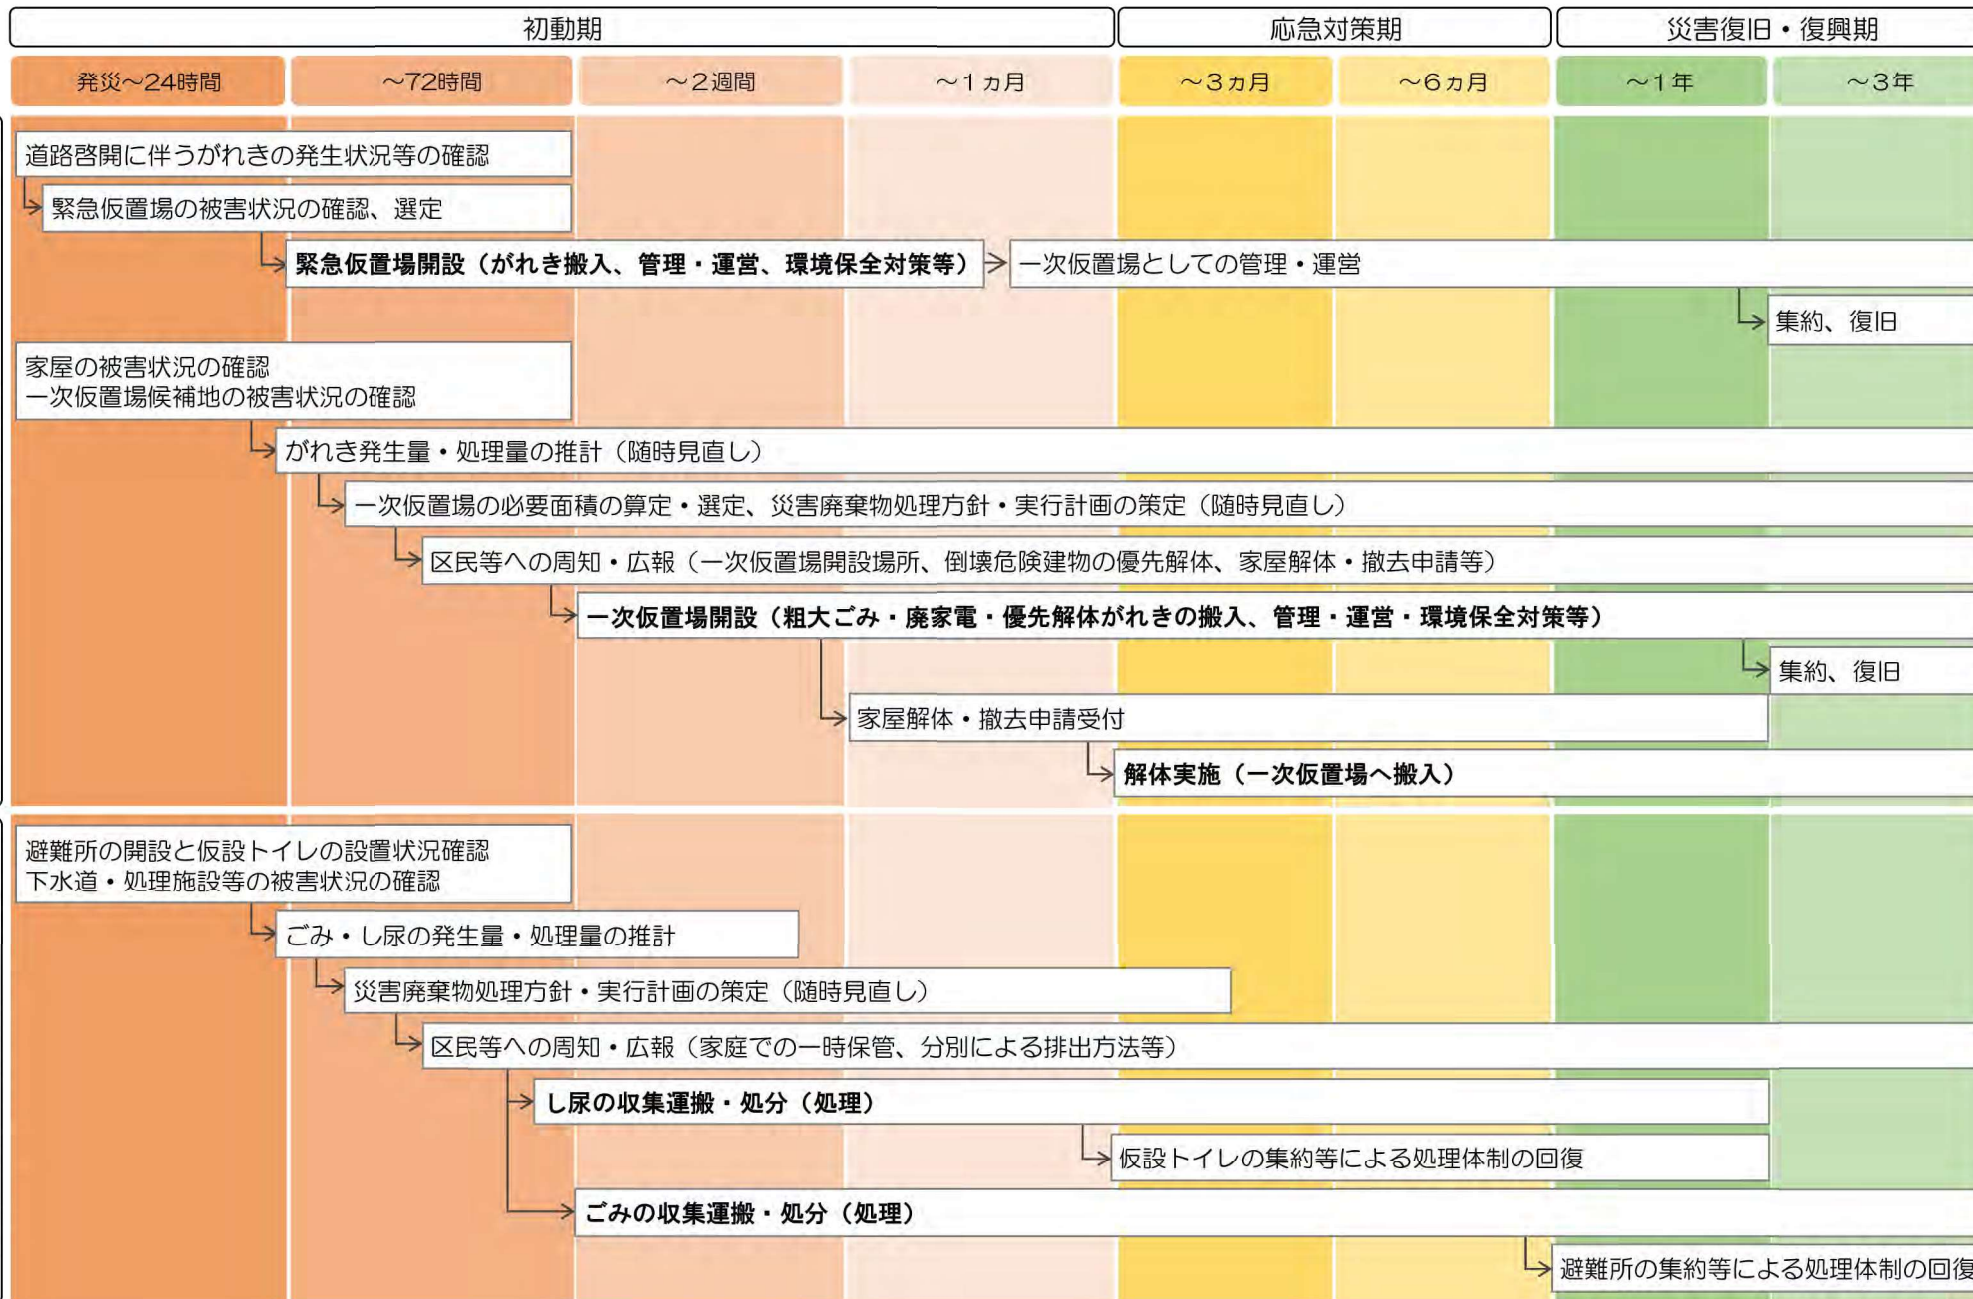 初動期
応急対策期
災害復旧・復興期
発災～24時間
～72時間
～2週間
～1ヵ月
～3ヵ月
～6ヵ月
～1年
～3年
道路啓開に伴うがれきの発生状況等の確認
緊急仮置場の被害状況の確認、選定
緊急仮置場開設（がれき搬入、管理・運営、環境保全対策等）
一次仮置場としての管理・運営
集約、復旧
家屋の被害状況の確認
一次仮置場候補地の被害状況の確認
がれき発生量・処理量の推計（随時見直し）
一次仮置場の必要面積の算定・選定、災害廃棄物処理方針・実行計画の策定（随時見直し）
区民等への周知・広報（一次仮置場開設場所、倒壊危険建物の優先解体、家屋解体・撤去申請等）
一次仮置場開設（粗大ごみ・廃家電・優先解体がれきの搬入、管理・運営・環境保全対策等）
集約、復旧
家屋解体・撤去申請受付
解体実施（一次仮置場へ搬入）
避難所の開設と仮設トイレの設置状況確認
下水道・処理施設等の被害状況の確認
ごみ・し尿の発生量・処理量の推計
災害廃棄物処理方針・実行計画の策定（随時見直し）
区民等への周知・広報（家庭での一時保管、分別による排出方法等）
し尿の収集運搬・処分（処理）
仮設トイレの集約等による処理体制の回復
ごみの収集運搬・処分（処理）
避難所の集約等による処理体制の回復